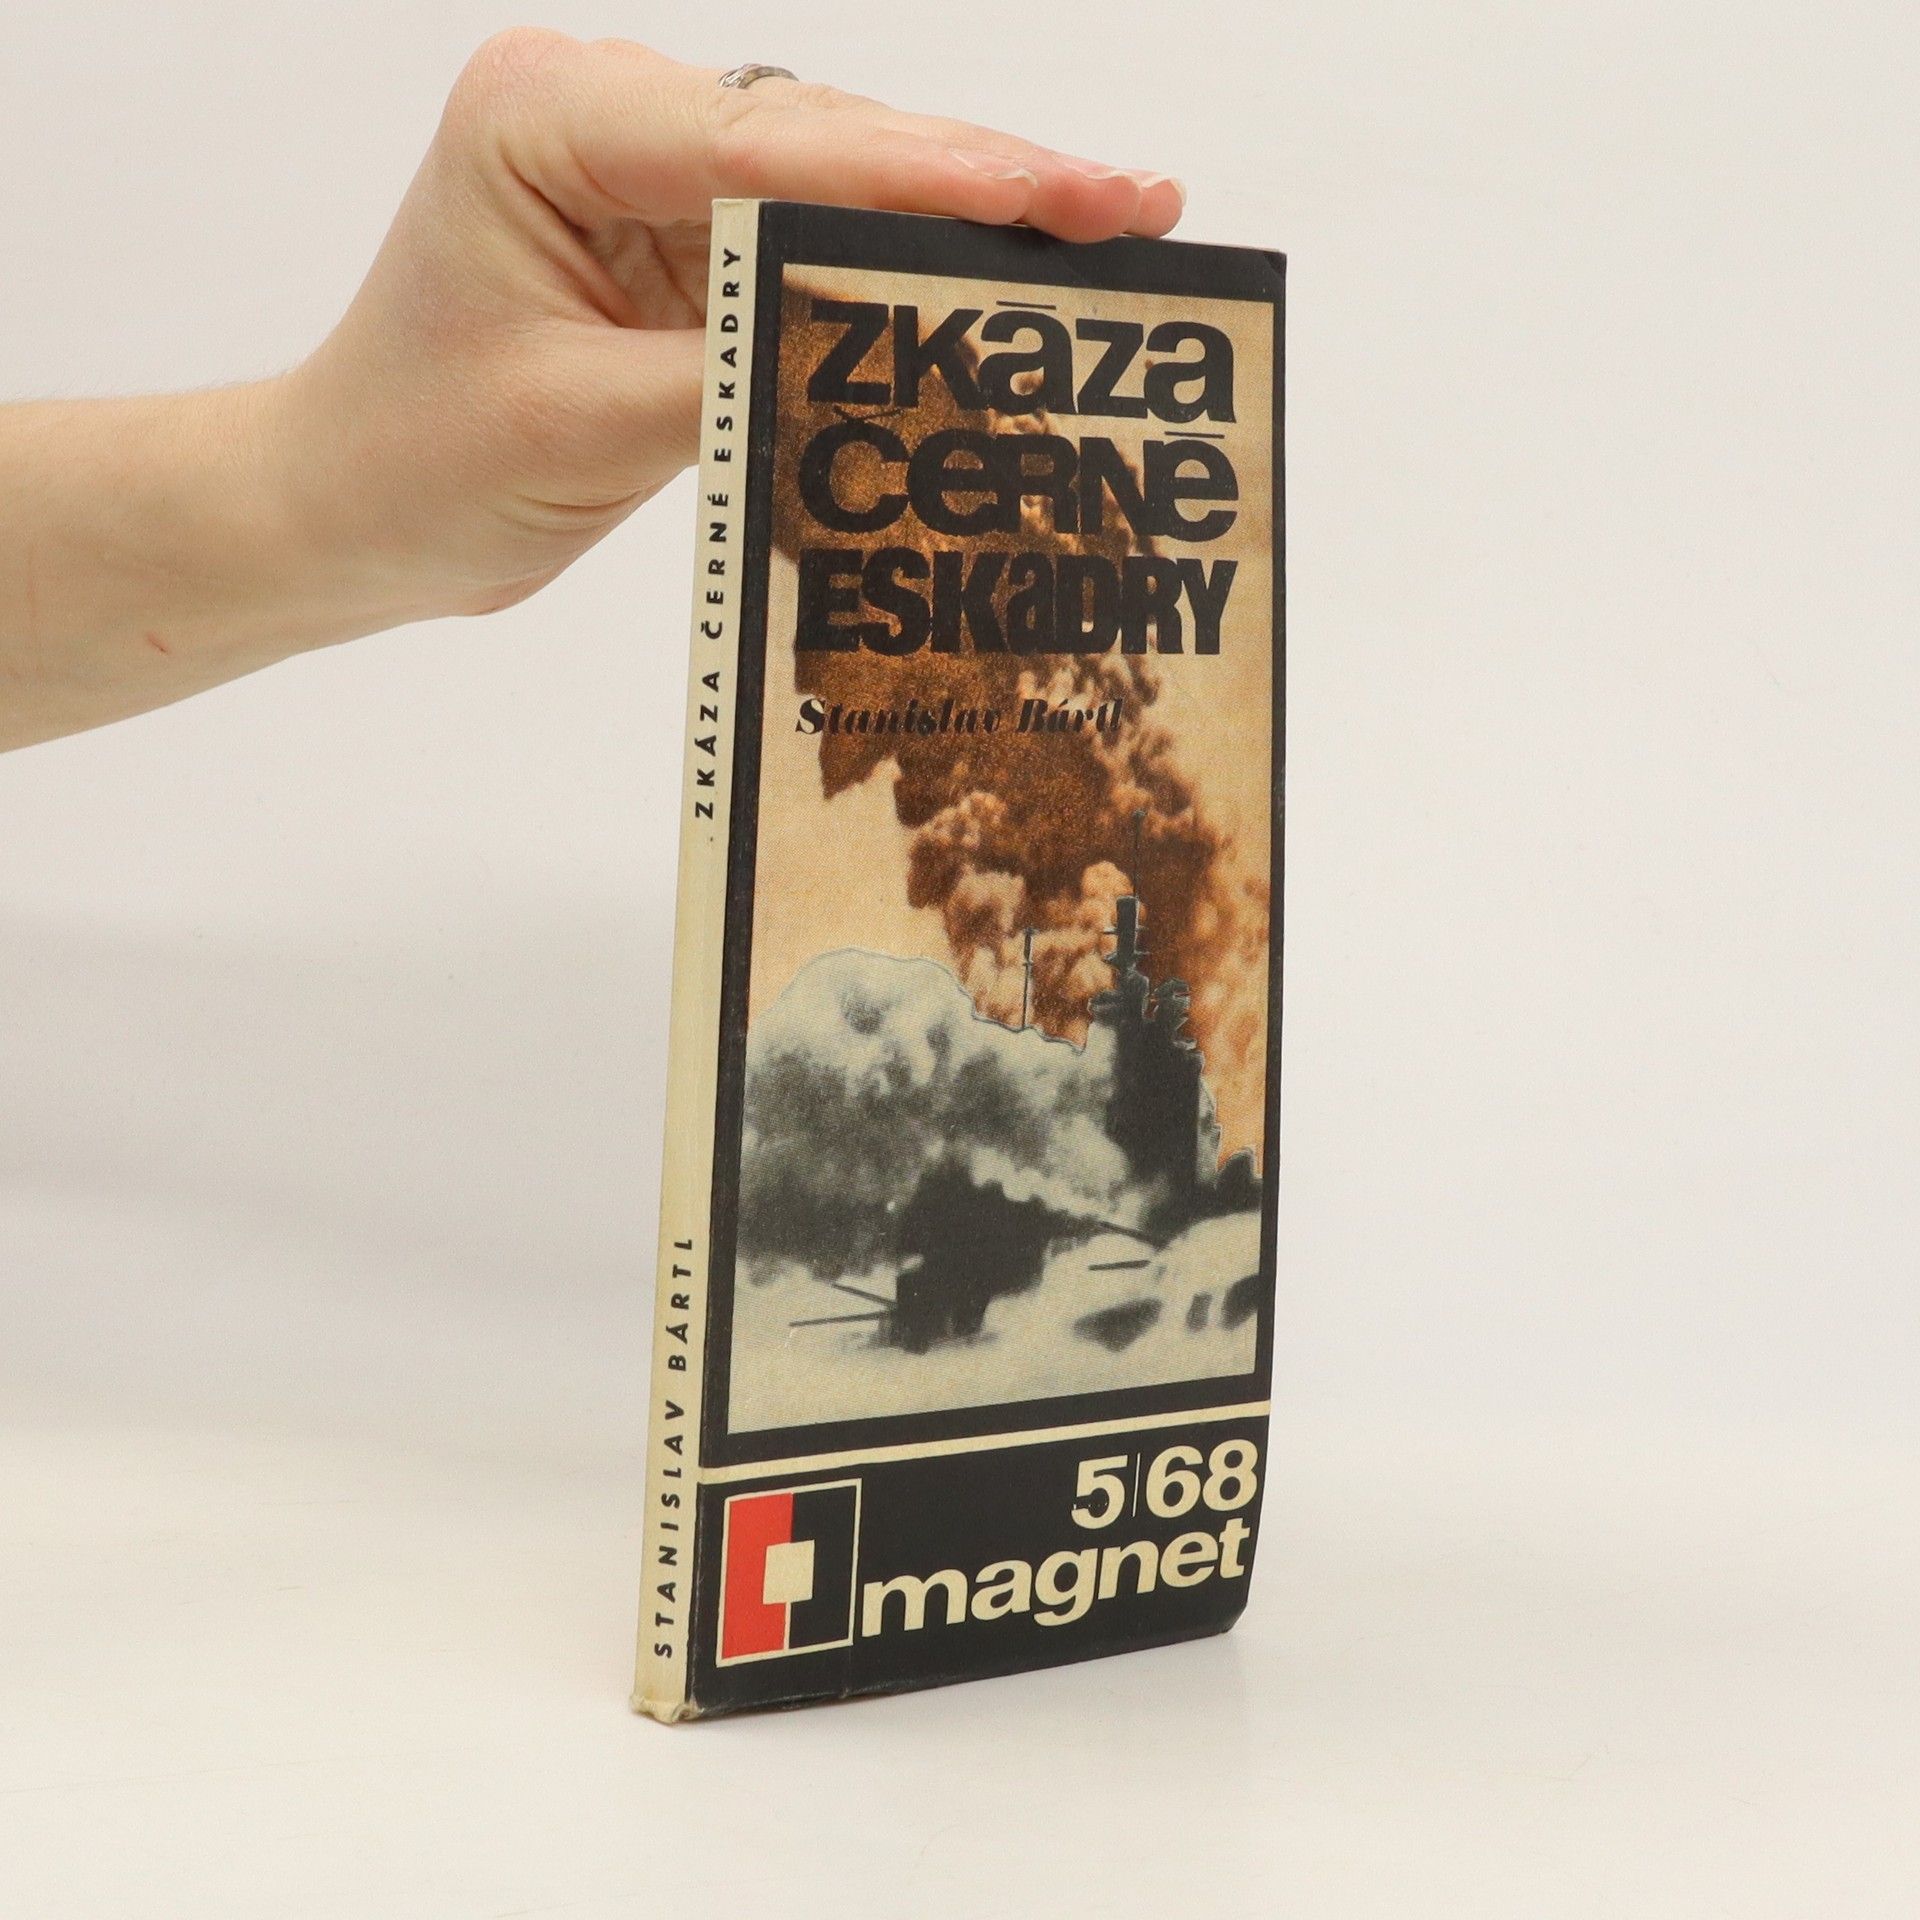 ZKÁZA ČERNÉ ESKADRY
STANISLAV BÁRTL
zkáza
Černé
ESKaDRY
Stanislav Bártl
5|68
magnet